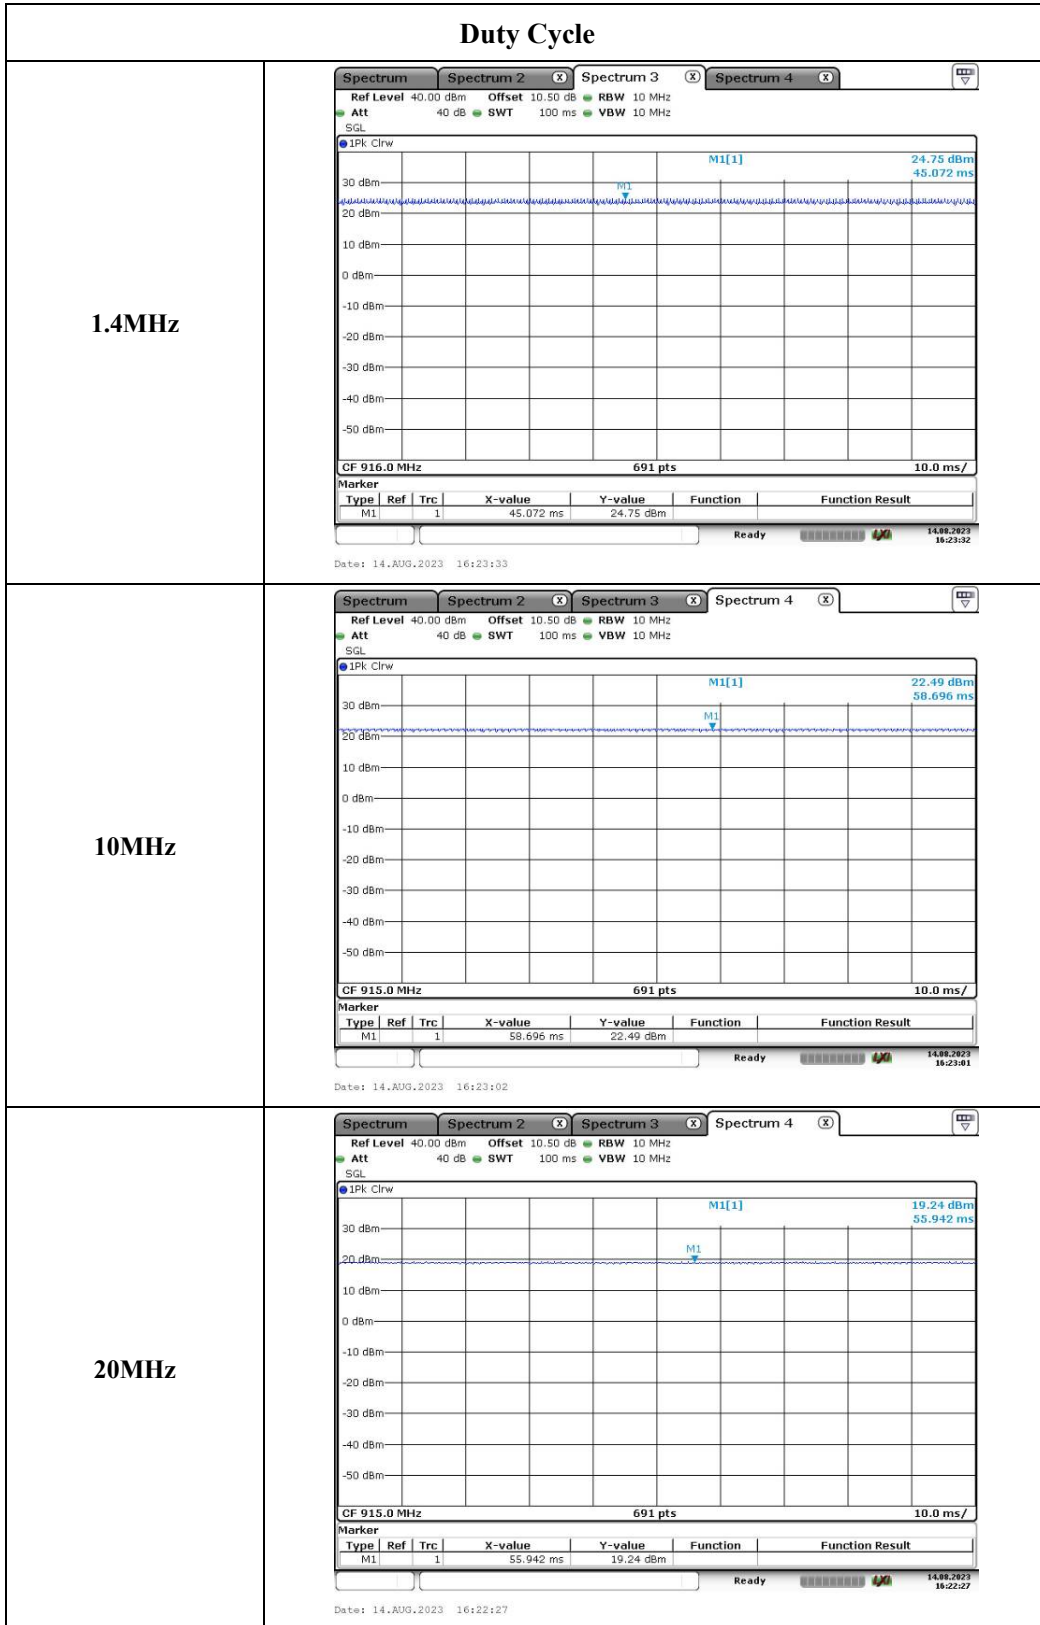 Duty Cycle
1.4MHz
Spectrum Spectrum 2 X Spectrum 3 X Spectrum 4 X
Ref Level 40.00 dBm Offset 10.50 dB RBW 10 MHz
Att 40 dB SWT 100 ms VBW 10 MHz
SGL
1Pk Clrw
M1[1] 24.75 dBm
45.072 ms
30 dBm
M1
20 dBm
10 dBm
0 dBm
-10 dBm
-20 dBm
-30 dBm
-40 dBm
-50 dBm
CF 916.0 MHz 691 pts 10.0 ms/
Marker
Type Ref Trc X-value Y-value Function Function Result
M1 1 45.072 ms 24.75 dBm
Ready 14.08.2023
16:23:32
Date: 14.AUG.2023 16:23:33
10MHz
Spectrum Spectrum 2 X Spectrum 3 X Spectrum 4 X
Ref Level 40.00 dBm Offset 10.50 dB RBW 10 MHz
Att 40 dB SWT 100 ms VBW 10 MHz
SGL
1Pk Clrw
M1[1] 22.49 dBm
58.696 ms
30 dBm
M1
20 dBm
10 dBm
0 dBm
-10 dBm
-20 dBm
-30 dBm
-40 dBm
-50 dBm
CF 915.0 MHz 691 pts 10.0 ms/
Marker
Type Ref Trc X-value Y-value Function Function Result
M1 1 58.696 ms 22.49 dBm
Ready 14.08.2023
16:23:01
Date: 14.AUG.2023 16:23:02
20MHz
Spectrum Spectrum 2 X Spectrum 3 X Spectrum 4 X
Ref Level 40.00 dBm Offset 10.50 dB RBW 10 MHz
Att 40 dB SWT 100 ms VBW 10 MHz
SGL
1Pk Clrw
M1[1] 19.24 dBm
55.942 ms
30 dBm
M1
20 dBm
10 dBm
0 dBm
-10 dBm
-20 dBm
-30 dBm
-40 dBm
-50 dBm
CF 915.0 MHz 691 pts 10.0 ms/
Marker
Type Ref Trc X-value Y-value Function Function Result
M1 1 55.942 ms 19.24 dBm
Ready 14.08.2023
16:22:27
Date: 14.AUG.2023 16:22:27